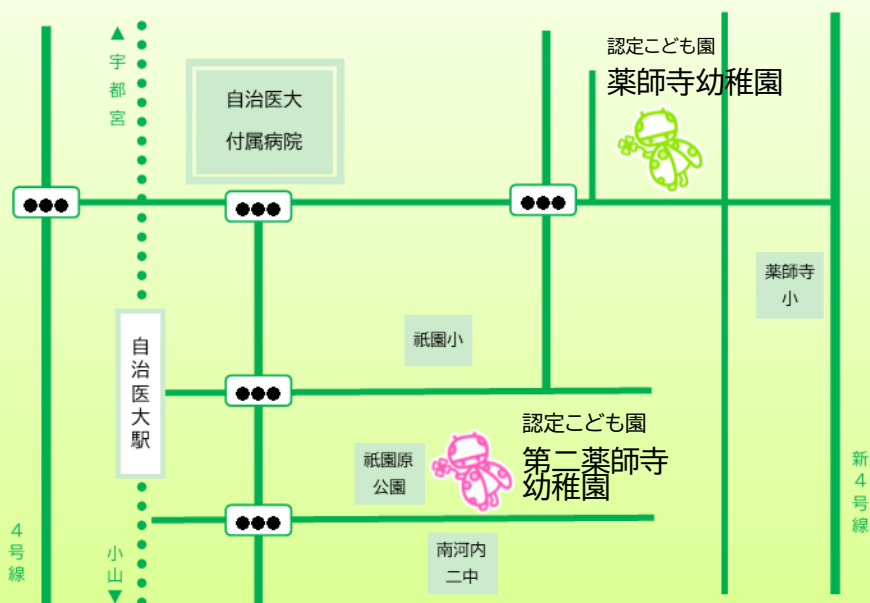 ▲宇都宮
自治医大
付属病院
認定こども園
薬師寺幼稚園
薬師寺
小
祇園小
自治医大駅
認定こども園
第二薬師寺
幼稚園
祇園原
公園
南河内
二中
4号線
小山▼
新4号線